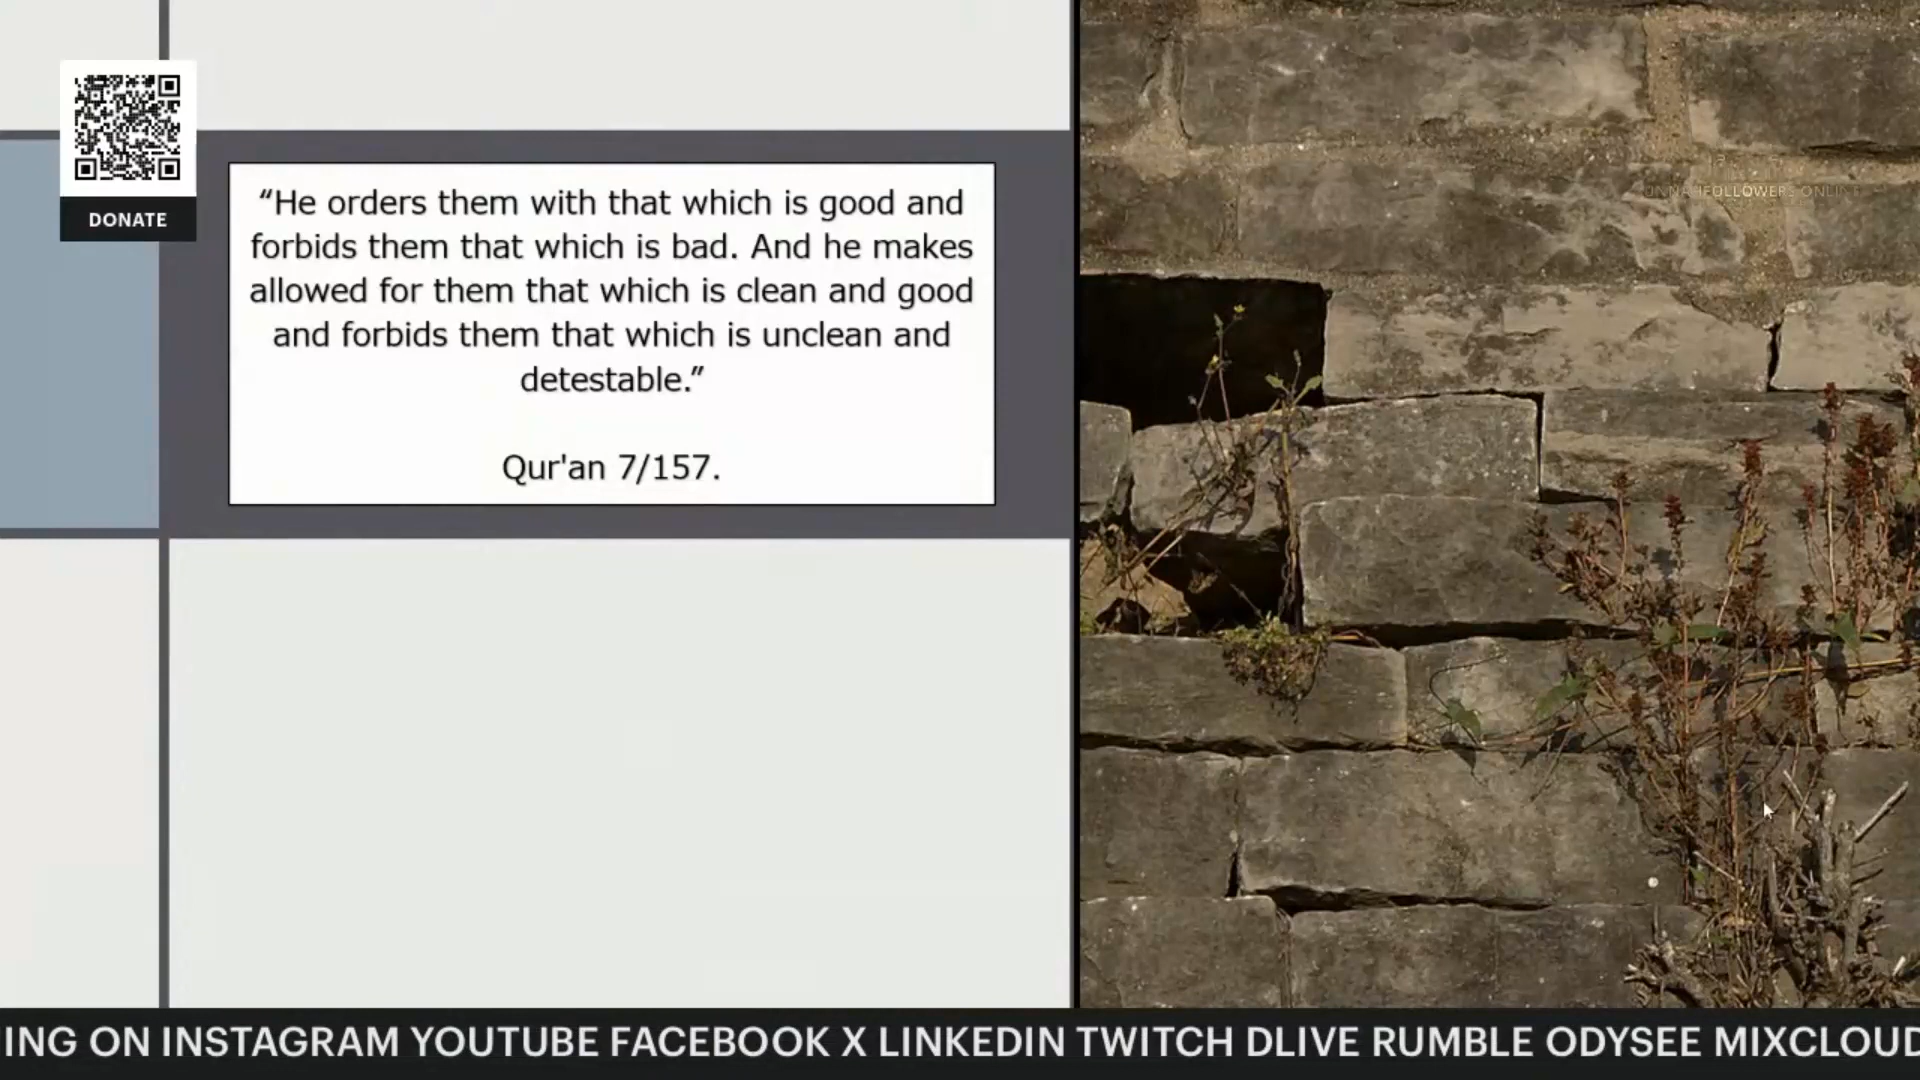 DONATE
“He orders them with that which is good and
forbids them that which is bad. And he makes
allowed for them that which is clean and good
and forbids them that which is unclean and
detestable.”
Qur'an 7/157.
FOLLOWERS ONLINE
ING ON INSTAGRAM YOUTUBE FACEBOOK X LINKEDIN TWITCH DLIVE RUMBLE ODYSEE MIXCLOUD